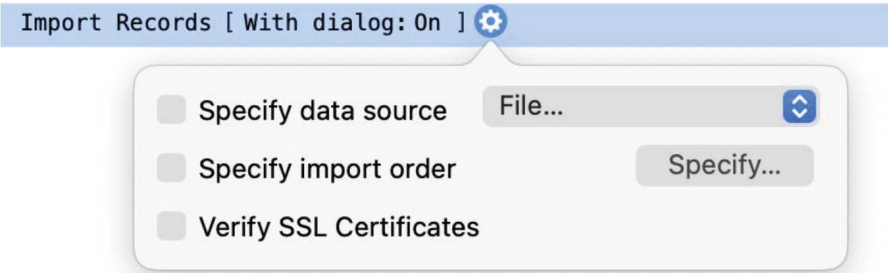 Import Records [ With dialog: On ]
Specify data source File...
Specify import order Specify...
Verify SSL Certificates